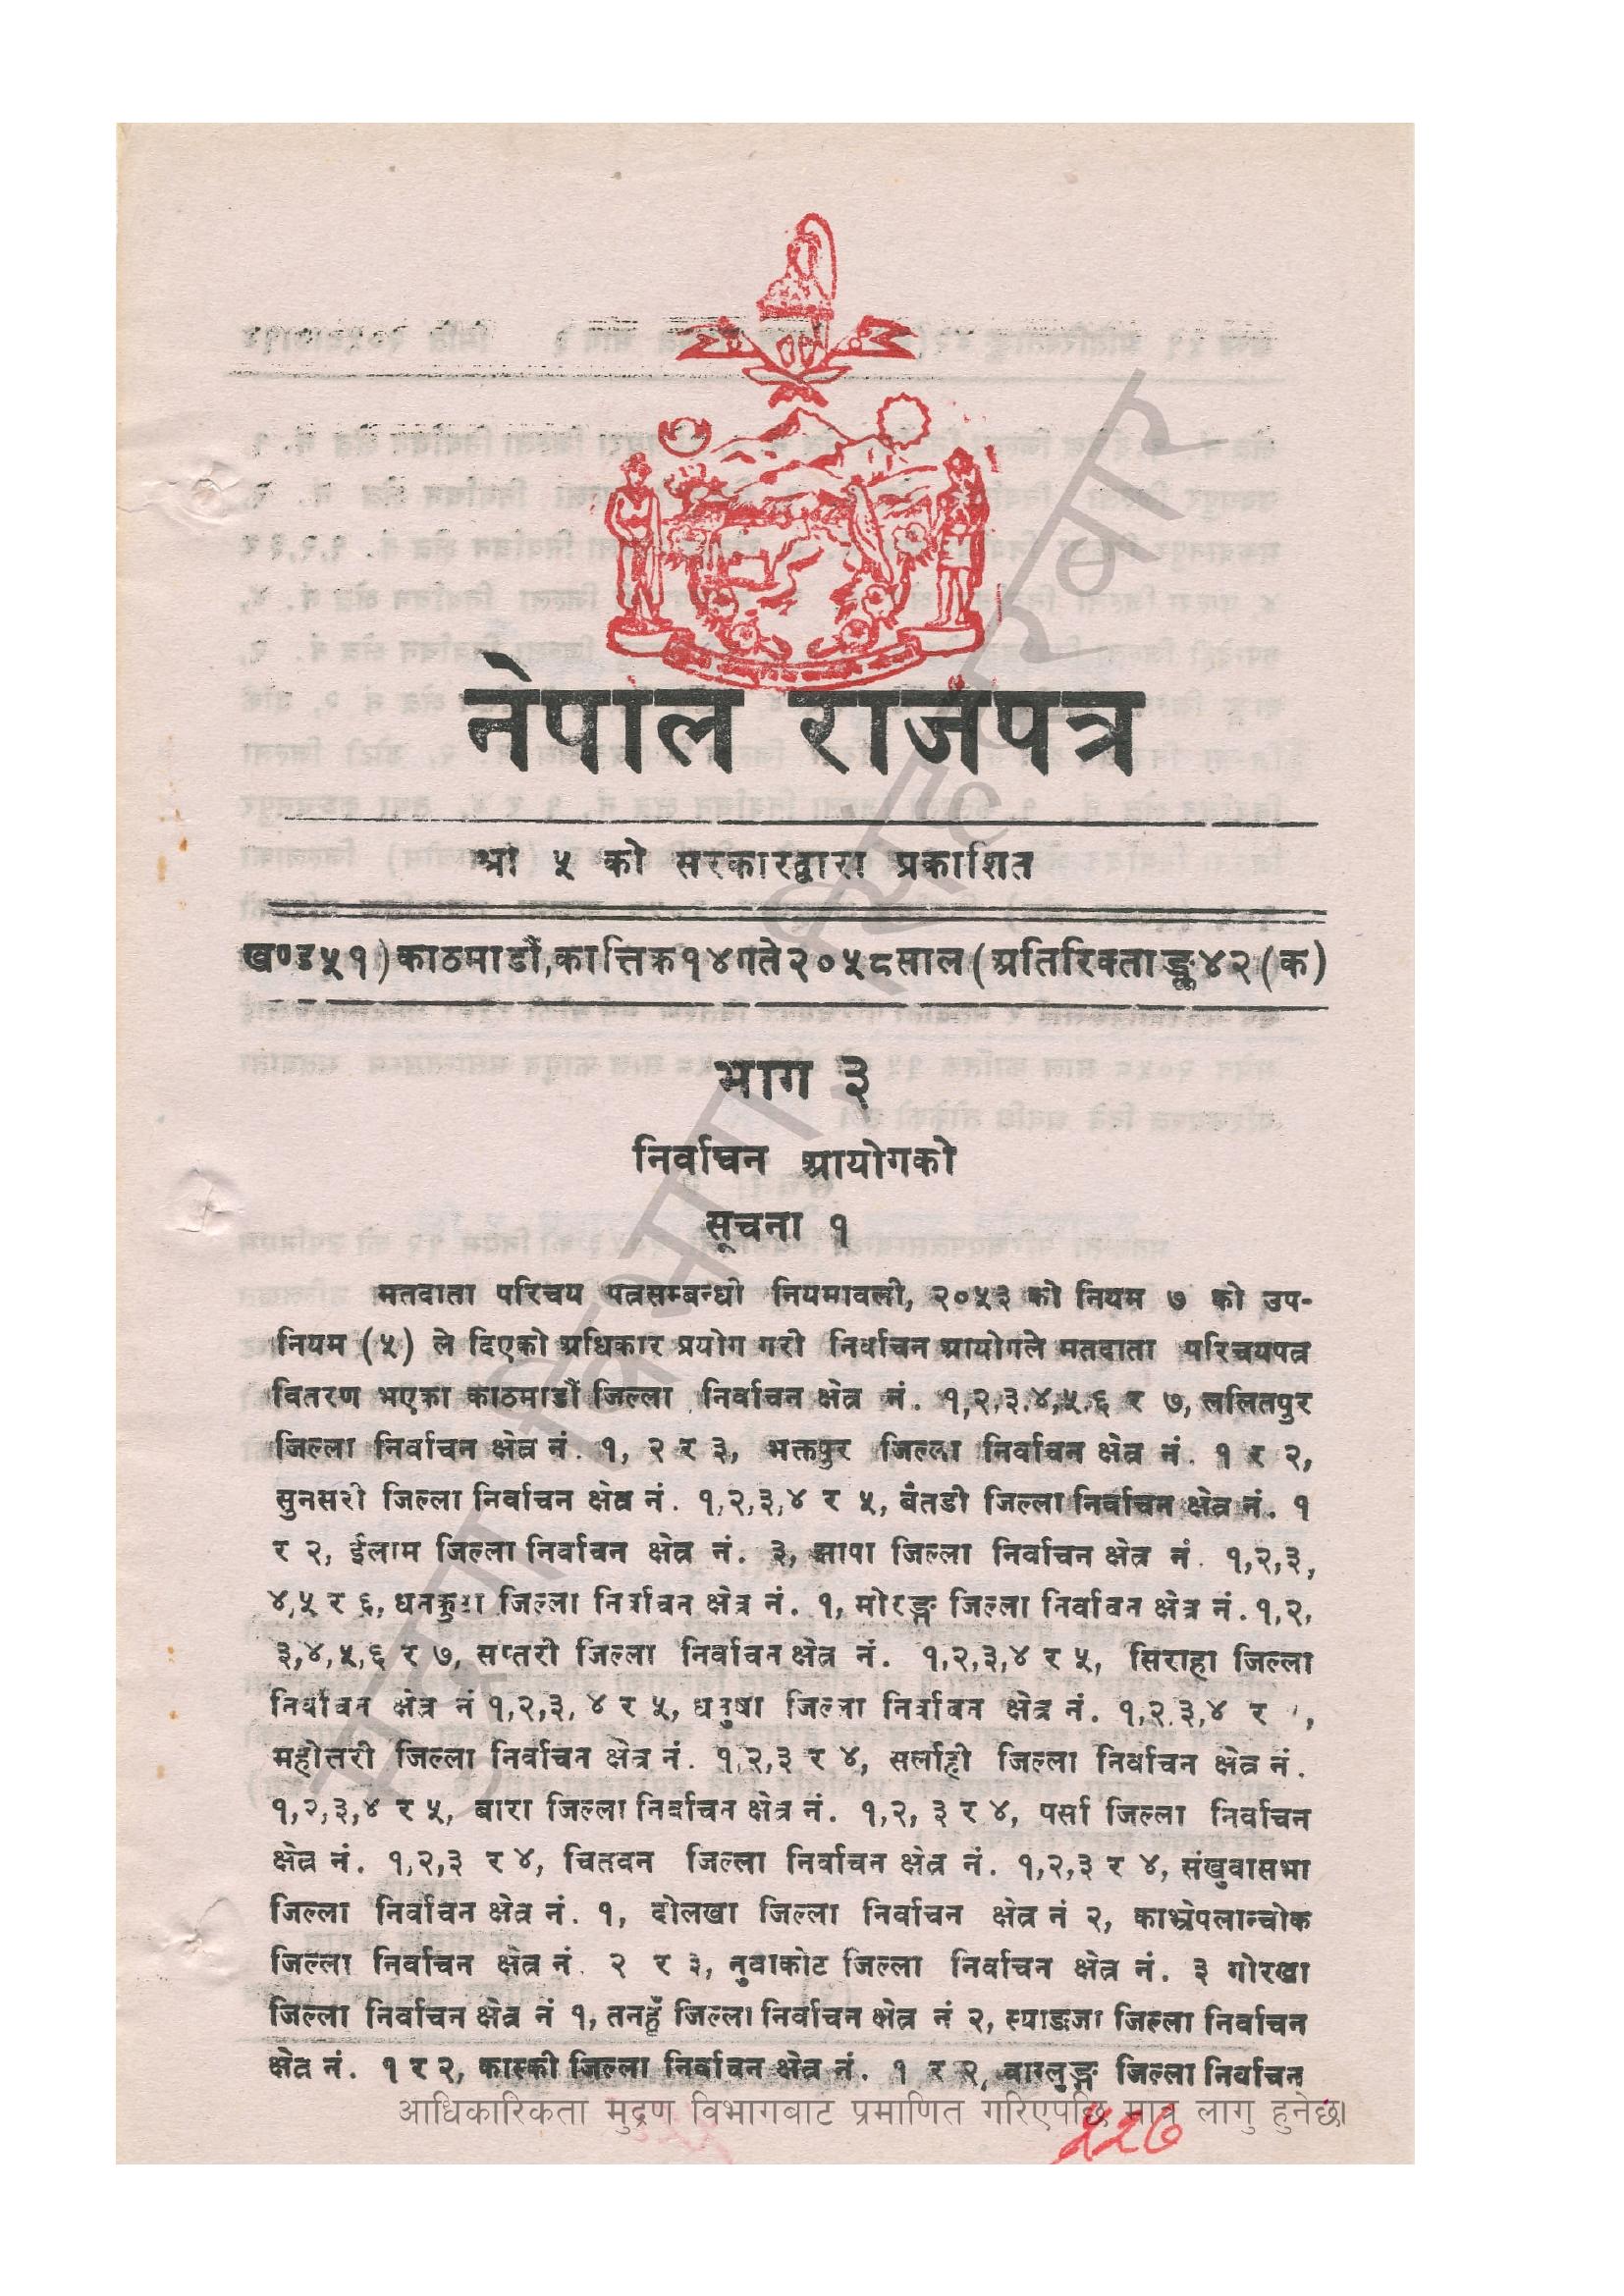 नेपाल राजपत्र
श्री ५ को सरकारद्वारा प्रकाशित
खण्ड ५१) काठमाडौं, कात्तिक १४ गते २०५८ साल (अतिरिक्ताङ्क ४२ (क)
भाग ३
निर्वाचन आयोगको
सूचना १
मतदाता परिचय पत्रसम्बन्धी नियमावली, २०५३ को नियम ७ को उप-
नियम (५) ले दिएको अधिकार प्रयोग गरी निर्वाचन आयोगले मतदाता परिचयपत्र
वितरण भएका काठमाडौं जिल्ला निर्वाचन क्षेत्र नं. १,२,३,४,५,६ र ७, ललितपुर
जिल्ला निर्वाचन क्षेत्र नं. १, २ र ३, भक्तपुर जिल्ला निर्वाचन क्षेत्र नं. १ र २,
सुनसरी जिल्ला निर्वाचन क्षेत्र नं. १,२,३,४ र ५, बैतडी जिल्ला निर्वाचन क्षेत्र नं. १
र २, ईलाम जिल्ला निर्वाचन क्षेत्र नं. ३, झापा जिल्ला निर्वाचन क्षेत्र नं. १,२,३,
४,५ र ६, धनकुटा जिल्ला निर्वाचन क्षेत्र नं. १, मोरङ्ग जिल्ला निर्वाचन क्षेत्र नं. १,२,
३,४,५,६ र ७, सप्तरी जिल्ला निर्वाचन क्षेत्र नं. १,२,३,४ र ५, सिराहा जिल्ला
निर्वाचन क्षेत्र नं १,२,३, ४ र ५, धनुषा जिल्ला निर्वाचन क्षेत्र नं. १,२,३,४ र ,
महोत्तरी जिल्ला निर्वाचन क्षेत्र नं. १,२,३ र ४, सर्लाही जिल्ला निर्वाचन क्षेत्र नं.
१,२,३,४ र ५, बारा जिल्ला निर्वाचन क्षेत्र नं. १,२, ३ र ४, पर्सा जिल्ला निर्वाचन
क्षेत्र नं. १,२,३ र ४, चितवन जिल्ला निर्वाचन क्षेत्र नं. १,२,३ र ४, संखुवासभा
जिल्ला निर्वाचन क्षेत्र नं. १, दोलखा जिल्ला निर्वाचन क्षेत्र नं २, काभ्रेपलान्चोक
जिल्ला निर्वाचन क्षेत्र नं. २ र ३, नुवाकोट जिल्ला निर्वाचन क्षेत्र नं. ३ गोरखा
जिल्ला निर्वाचन क्षेत्र नं १, तनहुँ जिल्ला निर्वाचन क्षेत्र नं २, स्याङ्जा जिल्ला निर्वाचन
क्षेत्र नं. १ र २, कास्की जिल्ला निर्वाचन क्षेत्र नं. १ र २, बाग्लुङ्ग जिल्ला निर्वाचन
आधिकारिकता मुद्रण विभागबाट प्रमाणित गरिएपछि मात्र लागु हुनेछ।
२२७